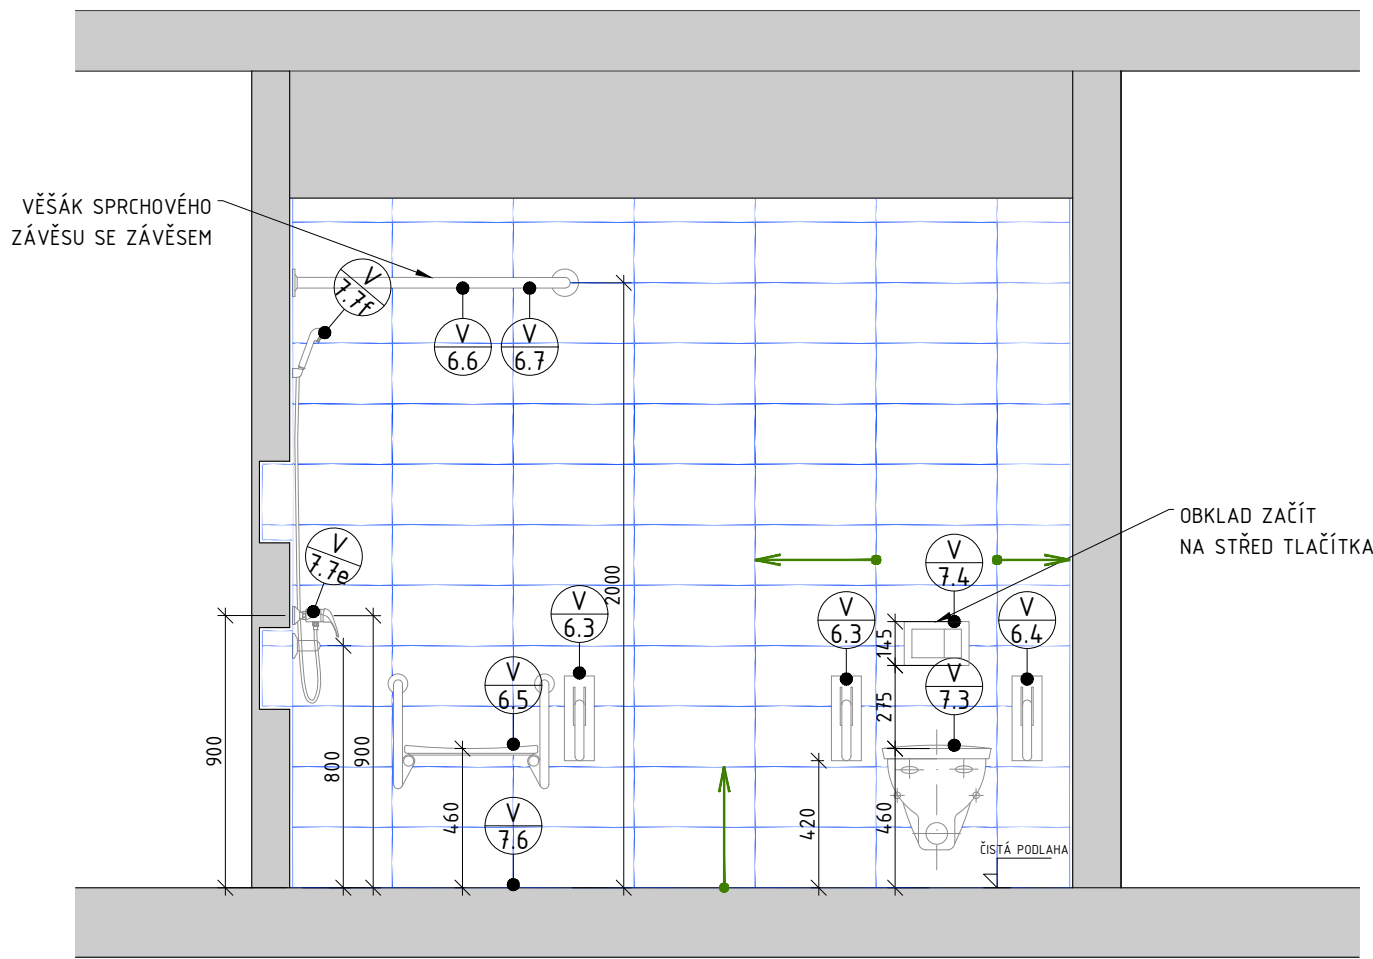 VĚŠÁK SPRCHOVÉHO
ZÁVĚSU SE ZÁVĚSEM
V
7.7f
V
6.6
V
6.7
OBKLAD ZAČÍT
NA STŘED TLAČÍTKA
V
7.7e
V
7.4
2000
V
6.3
V
6.3
V
6.4
145
V
6.5
V
7.3
275
900
800
900
460
V
7.6
420
460
ČISTÁ PODLAHA